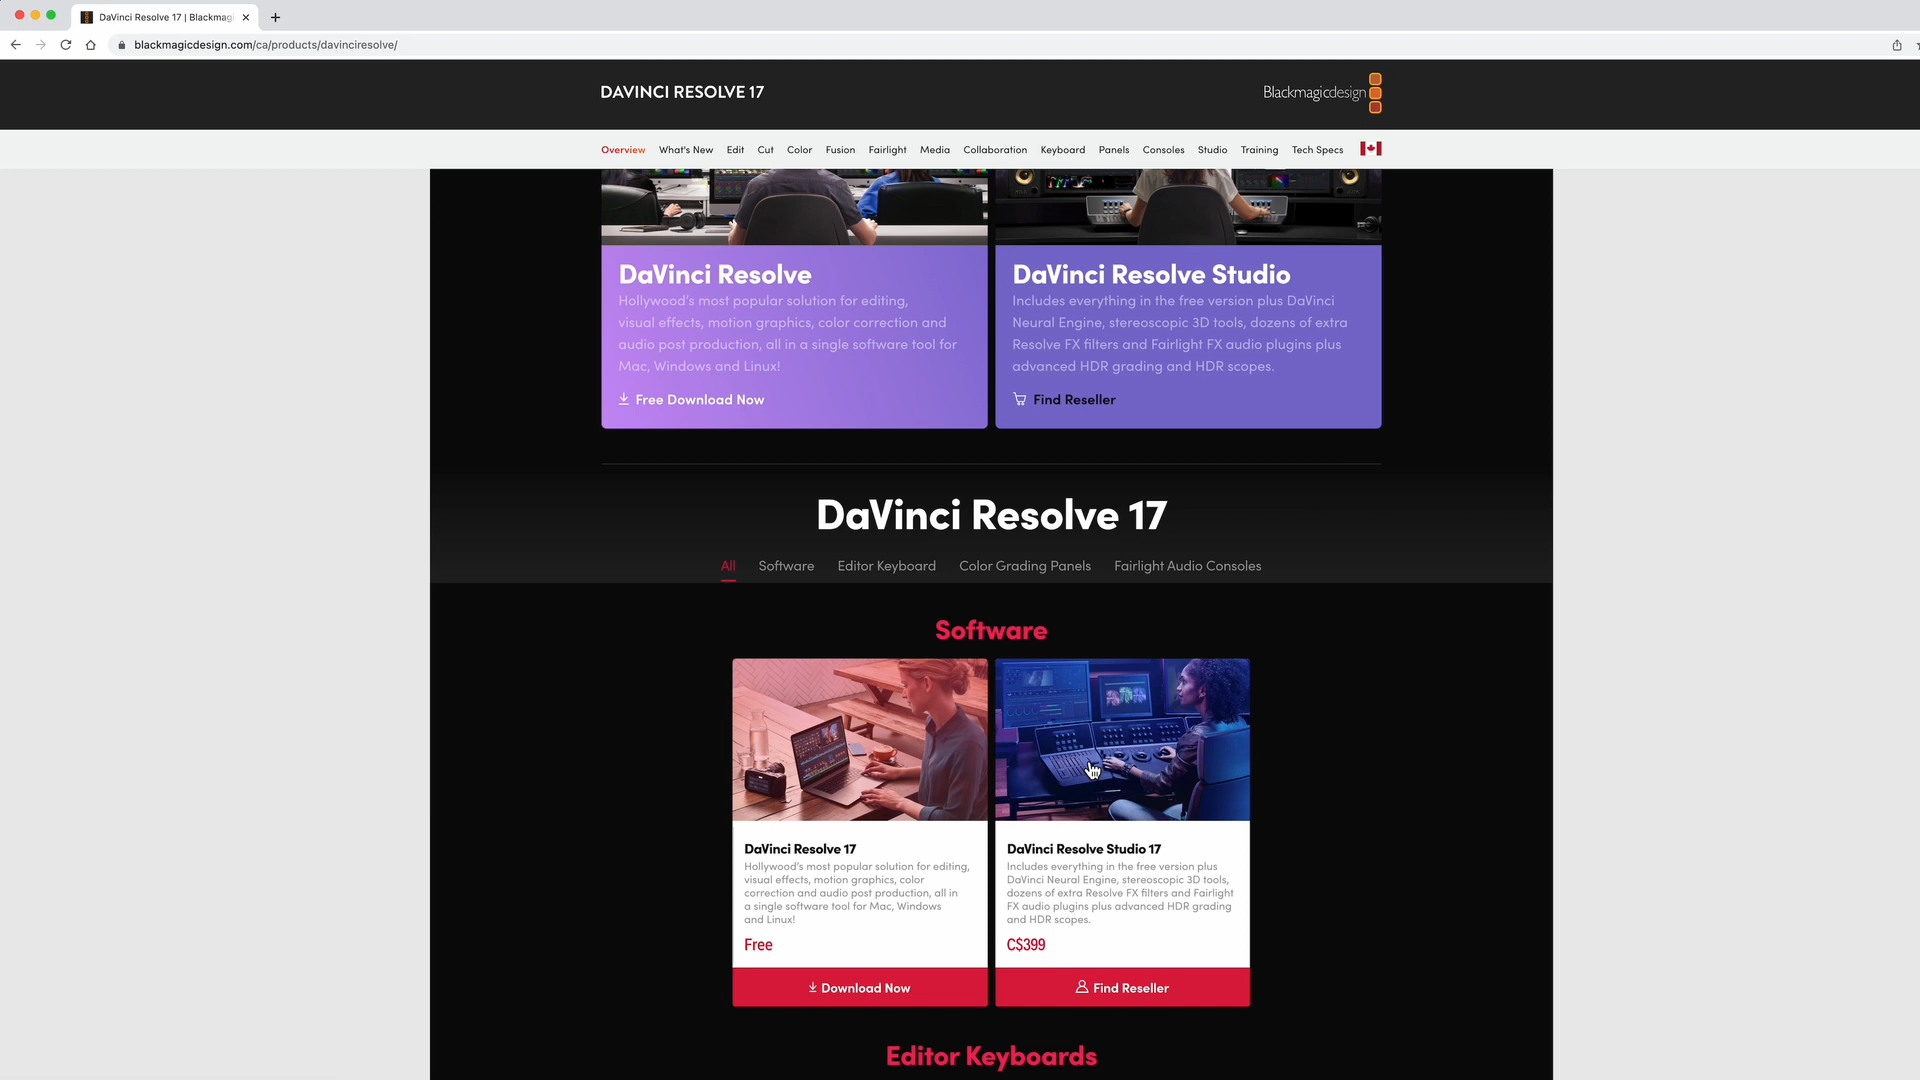 DaVinci Resolve 17 | Blackmag
blackmagicdesign.com/ca/products/davinciresolve/
DAVINCI RESOLVE 17
Blackmagicdesign
Overview What's New Edit Cut Color Fusion Fairlight Media Collaboration Keyboard Panels Consoles Studio Training Tech Specs
DaVinci Resolve
Hollywood's most popular solution for editing,
visual effects, motion graphics, color correction and
audio post production, all in a single software tool for
Mac, Windows and Linux!
Free Download Now
DaVinci Resolve Studio
Includes everything in the free version plus DaVinci
Neural Engine, stereoscopic 3D tools, dozens of extra
Resolve FX filters and Fairlight FX audio plugins plus
advanced HDR grading and HDR scopes.
Find Reseller
DaVinci Resolve 17
All Software Editor Keyboard Color Grading Panels Fairlight Audio Consoles
Software
DaVinci Resolve 17
Hollywood's most popular solution for editing,
visual effects, motion graphics, color
correction and audio post production, all in
a single software tool for Mac, Windows
and Linux!
Free
Download Now
DaVinci Resolve Studio 17
Includes everything in the free version plus
DaVinci Neural Engine, stereoscopic 3D tools,
dozens of extra Resolve FX filters and Fairlight
FX audio plugins plus advanced HDR grading
and HDR scopes.
C$399
Find Reseller
Editor Keyboards